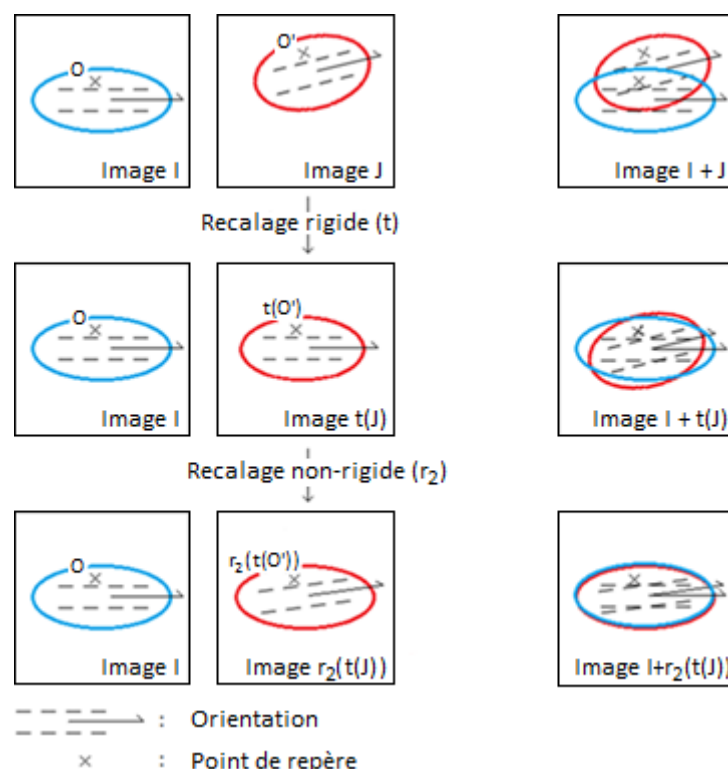 O
Image I
O'
Image J
Image I + J
Recalage rigide (t)
O
Image I
t(O')
Image t(J)
Image I + t(J)
Recalage non-rigide (r₂)
O
Image I
r₂(t(O'))
Image r₂(t(J))
Image I+r₂(t(J))
: Orientation
: Point de repère